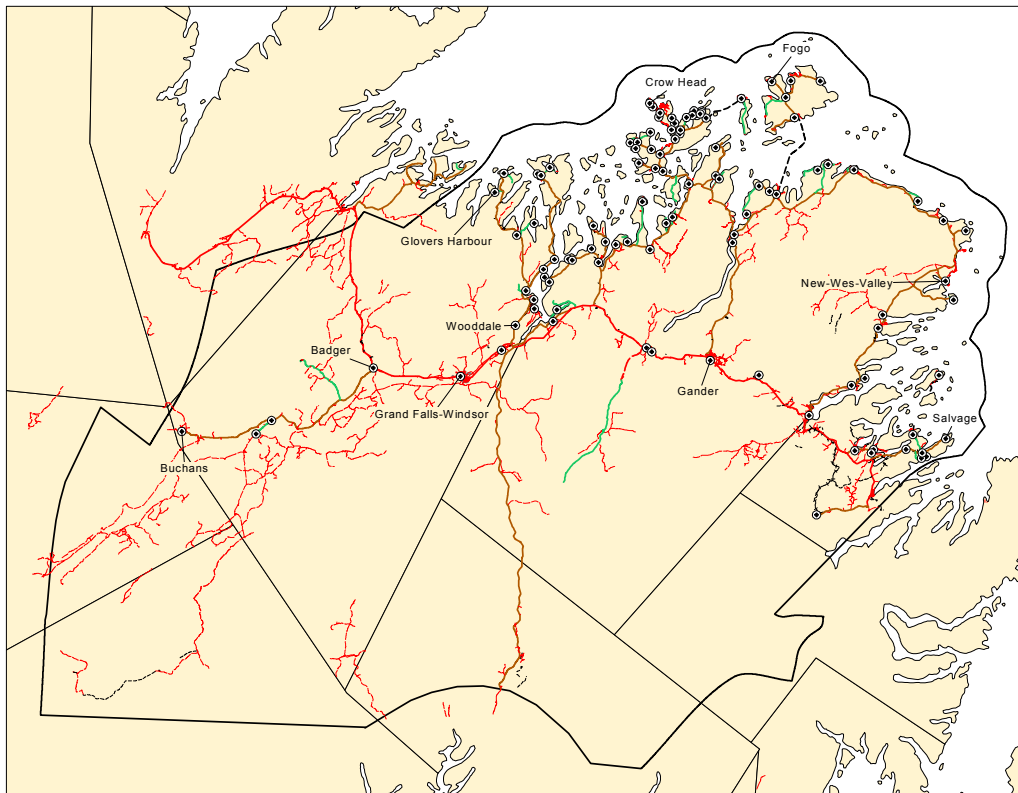 Fogo
Crow Head
Glovers Harbour
New-Wes-Valley
Wooddale
Badger
Gander
Grand Falls-Windsor
Salvage
Buchans